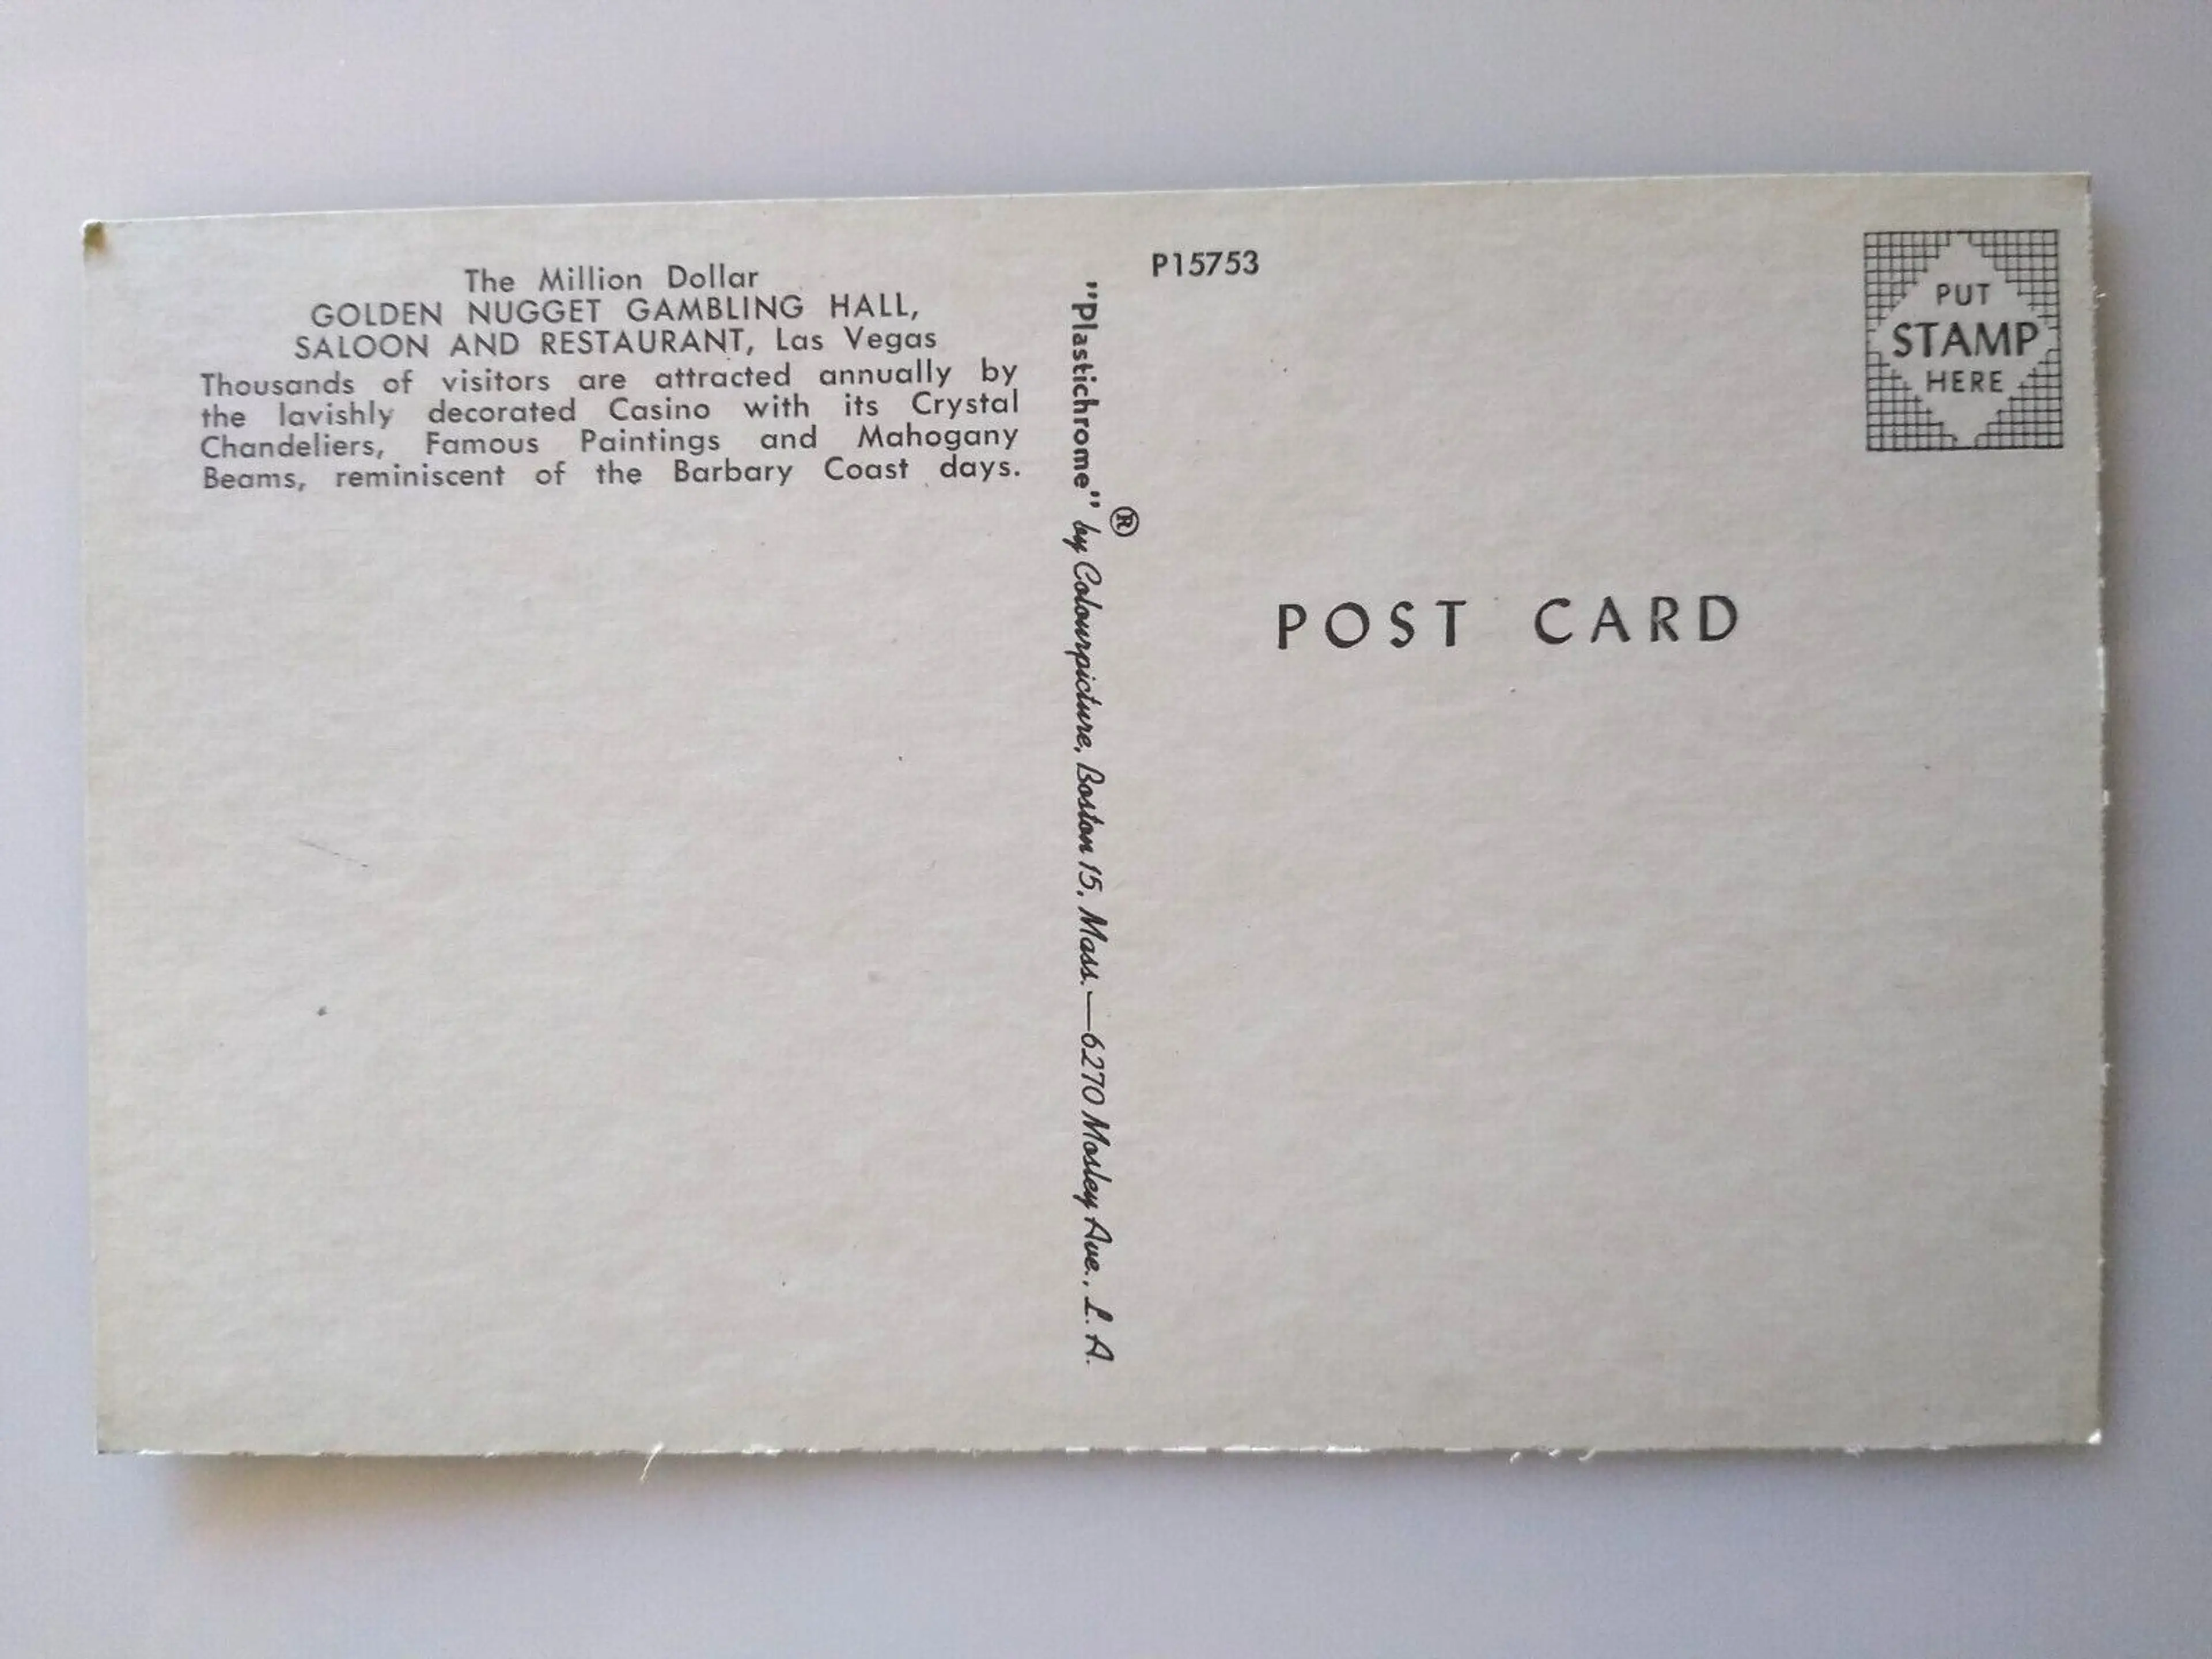 The Million Dollar
GOLDEN NUGGET GAMBLING HALL,
SALOON AND RESTAURANT, Las Vegas
Thousands of visitors are attracted annually by
the lavishly decorated Casino with its Crystal
Chandeliers, Famous Paintings and Mahogany
Beams, reminiscent of the Barbary Coast days.
"Plastichrome" ® by Colourpicture, Boston 15, Mass.—6270 Mosley Ave., L. A.
P15753
PUT
STAMP
HERE
POST CARD